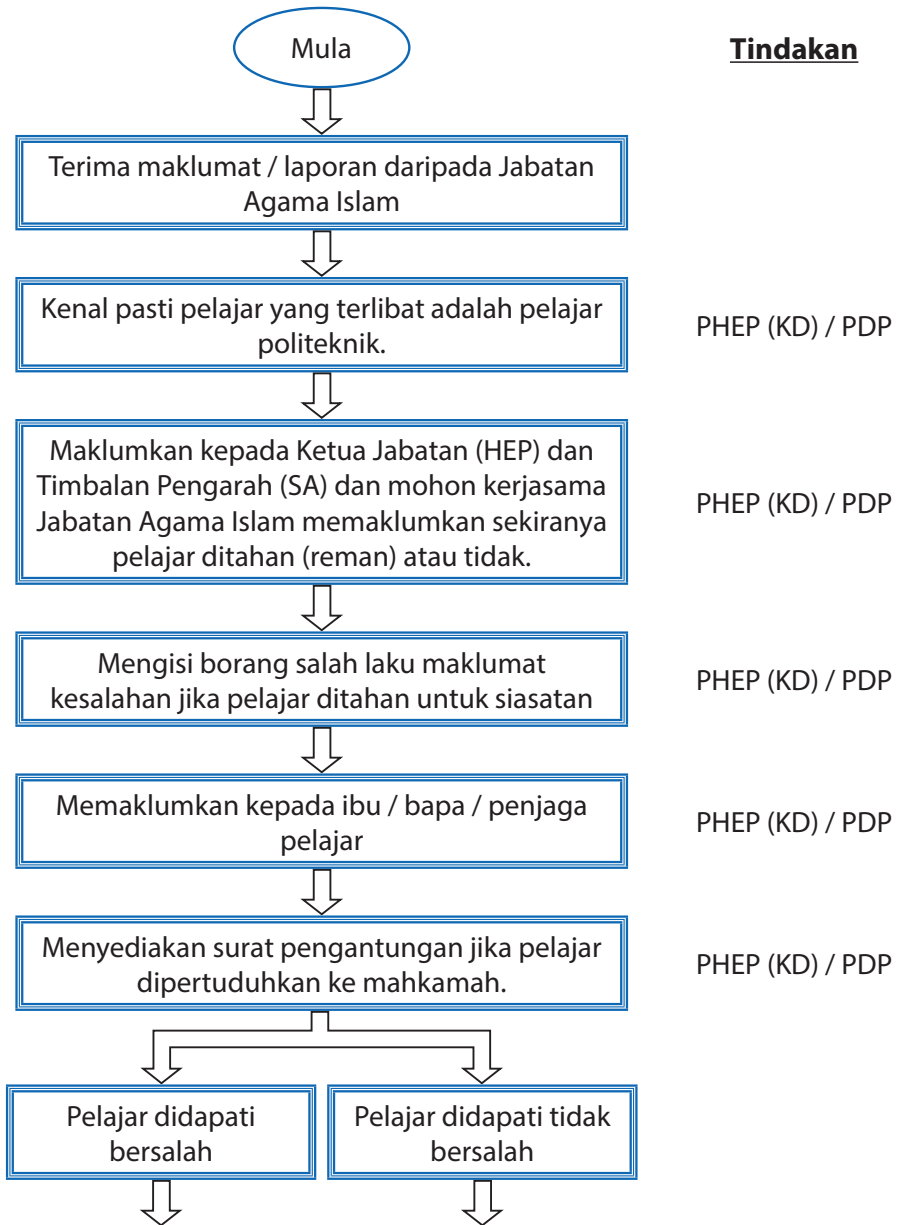 Mula
Tindakan
Terima maklumat / laporan daripada Jabatan
Agama Islam
Kenal pasti pelajar yang terlibat adalah pelajar
politeknik.
PHEP (KD) / PDP
Maklumkan kepada Ketua Jabatan (HEP) dan
Timbalan Pengarah (SA) dan mohon kerjasama
Jabatan Agama Islam memaklumkan sekiranya
pelajar ditahan (reman) atau tidak.
PHEP (KD) / PDP
Mengisi borang salah laku maklumat
kesalahan jika pelajar ditahan untuk siasatan
PHEP (KD) / PDP
Memaklumkan kepada ibu / bapa / penjaga
pelajar
PHEP (KD) / PDP
Menyediakan surat pengantungan jika pelajar
dipertuduhkan ke mahkamah.
PHEP (KD) / PDP
Pelajar didapati
bersalah
Pelajar didapati tidak
bersalah